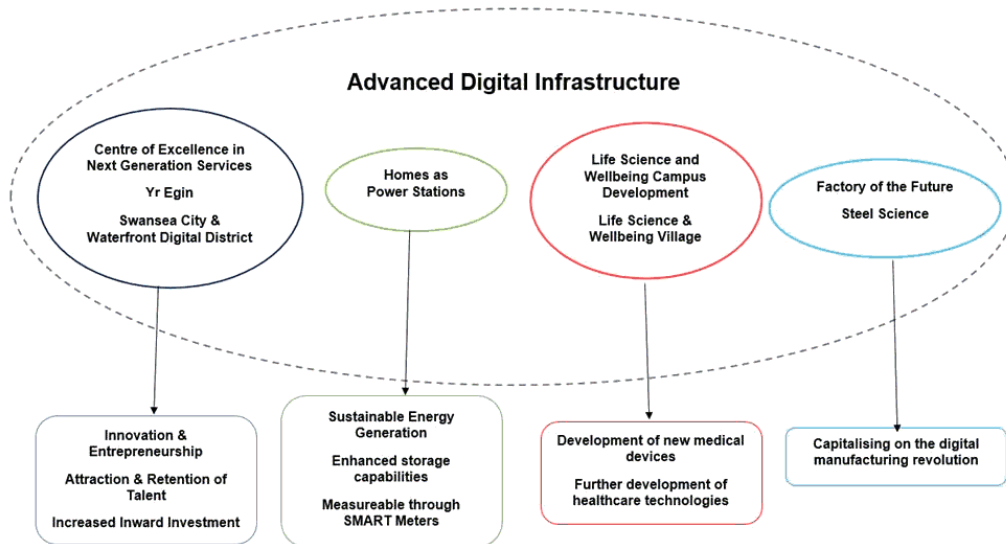 Advanced Digital Infrastructure
Centre of Excellence in
Next Generation Services
Yr Egin
Swansea City &
Waterfront Digital District
Homes as
Power Stations
Life Science and
Wellbeing Campus
Development
Life Science &
Wellbeing Village
Factory of the Future
Steel Science
Innovation &
Entrepreneurship
Attraction & Retention of
Talent
Increased Inward Investment
Sustainable Energy
Generation
Enhanced storage
capabilities
Measureable through
SMART Meters
Development of new medical
devices
Further development of
healthcare technologies
Capitalising on the digital
manufacturing revolution